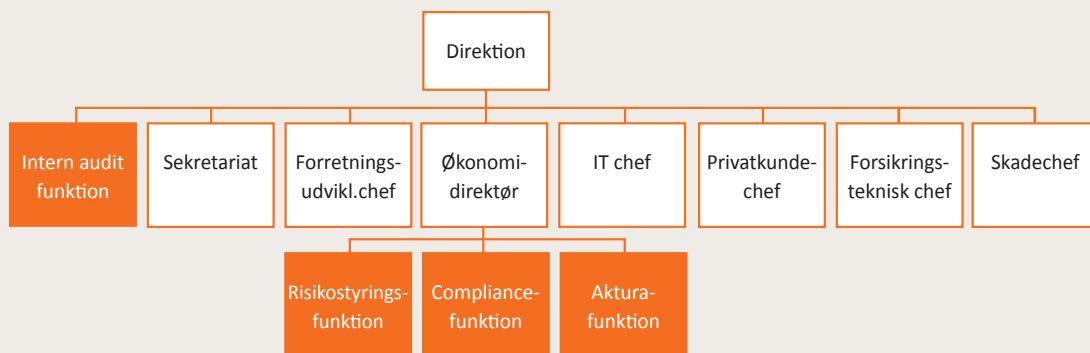 Direktion
Intern audit
funktion
Sekretariat
Forretnings-
udvikl.chef
Økonomi-
direktør
IT chef
Privatkunde-
chef
Forsikrings-
teknisk chef
Skadechef
Risikostyrings-
funktion
Compliance-
funktion
Aktura-
funktion